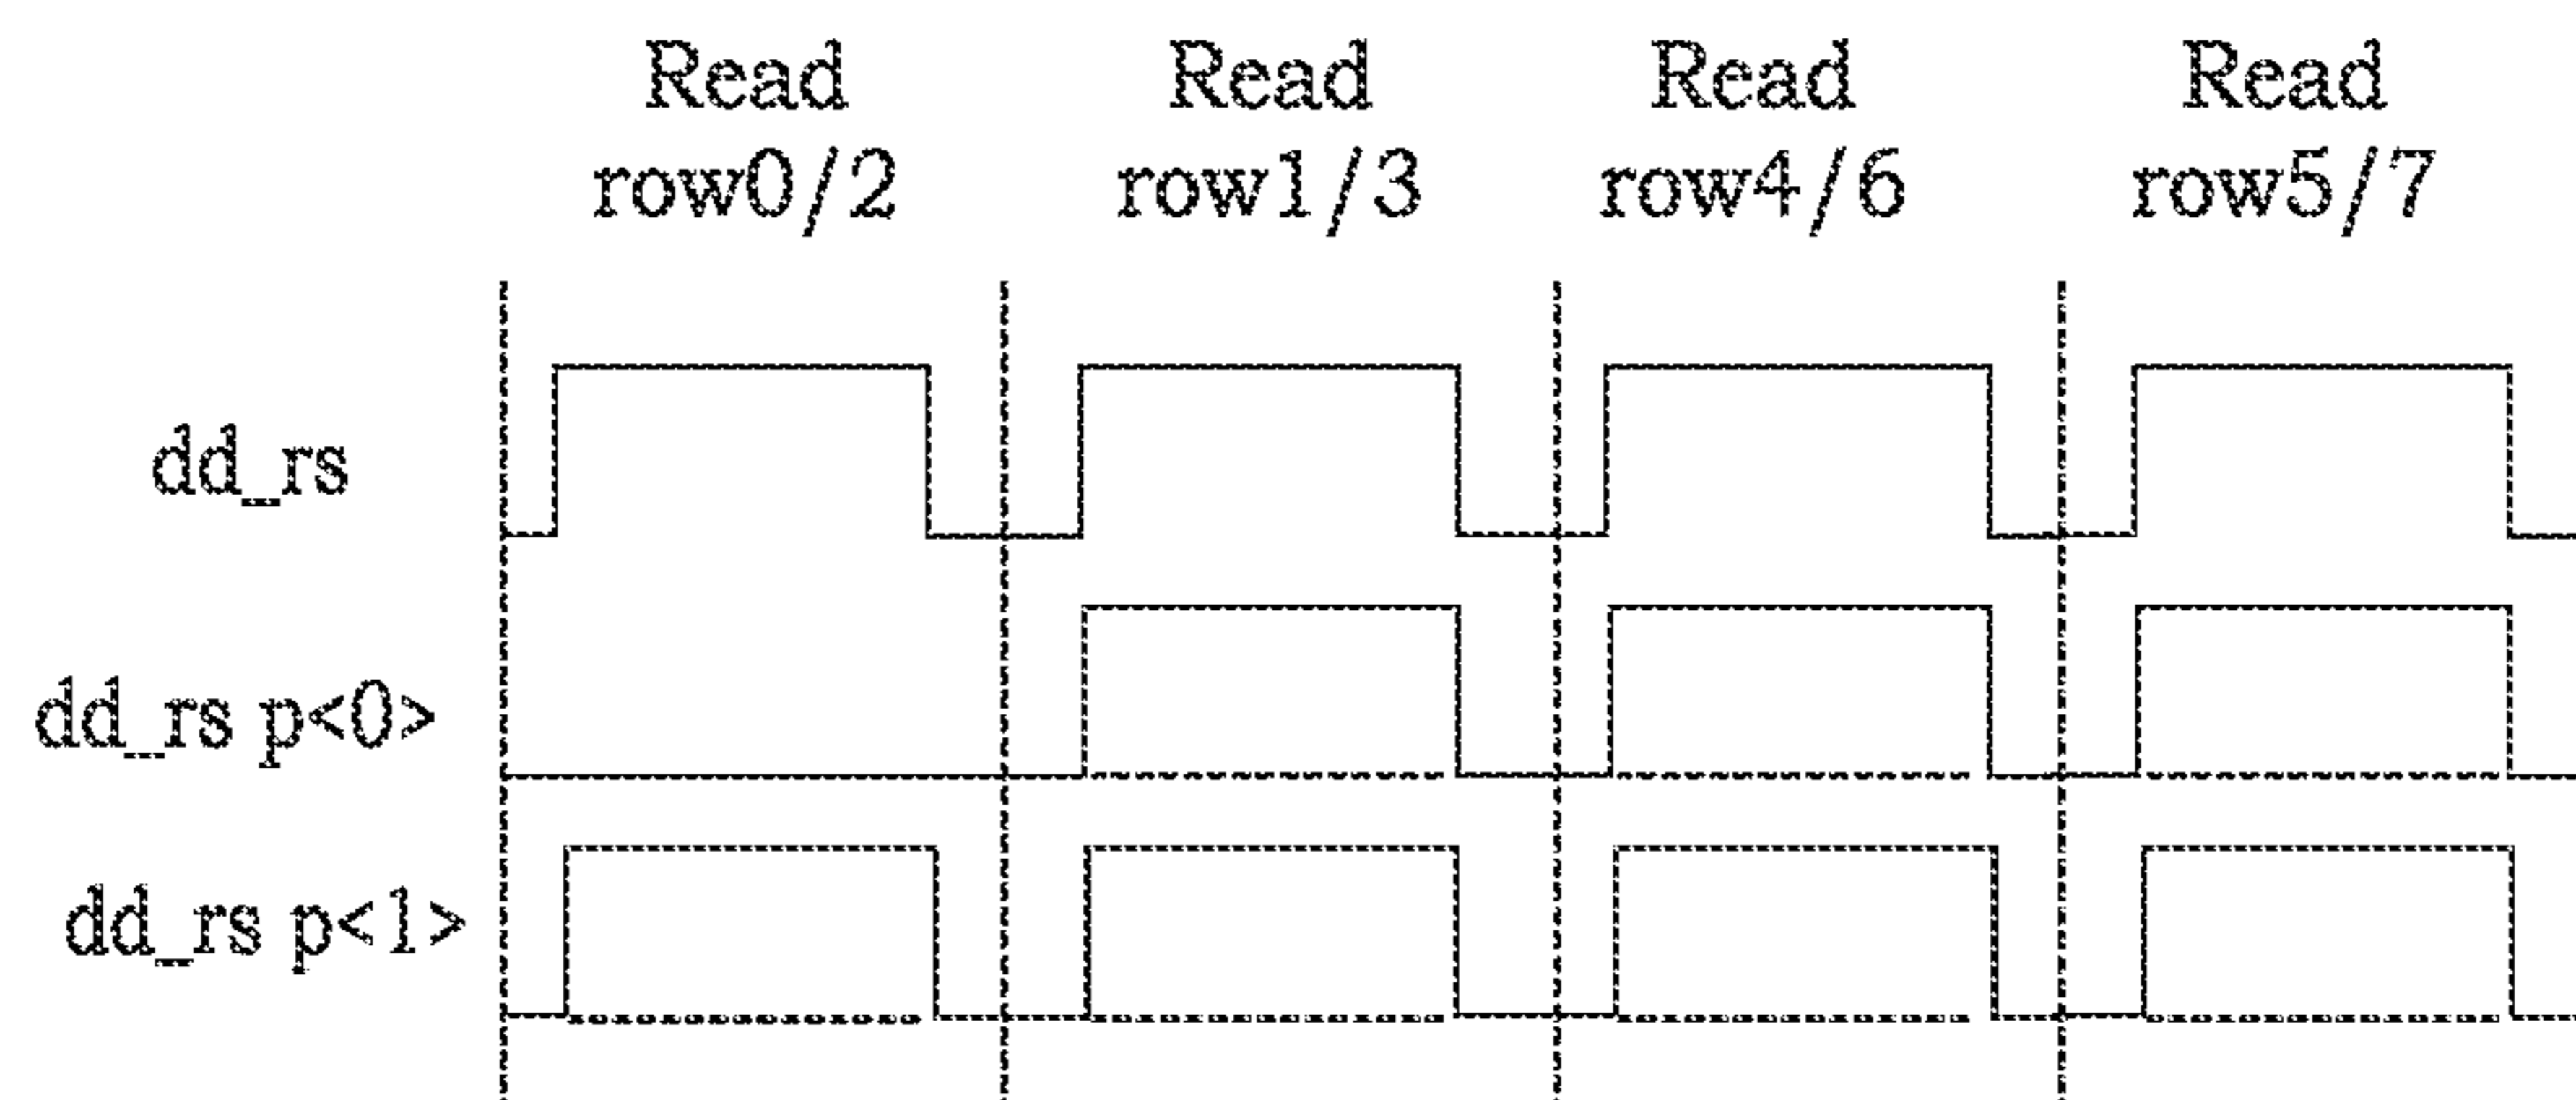 Read Read Read Read
row0/2 row1/3 row4/6 row5/7
dd_rs
dd_rs p<0>
dd_rs p<1>